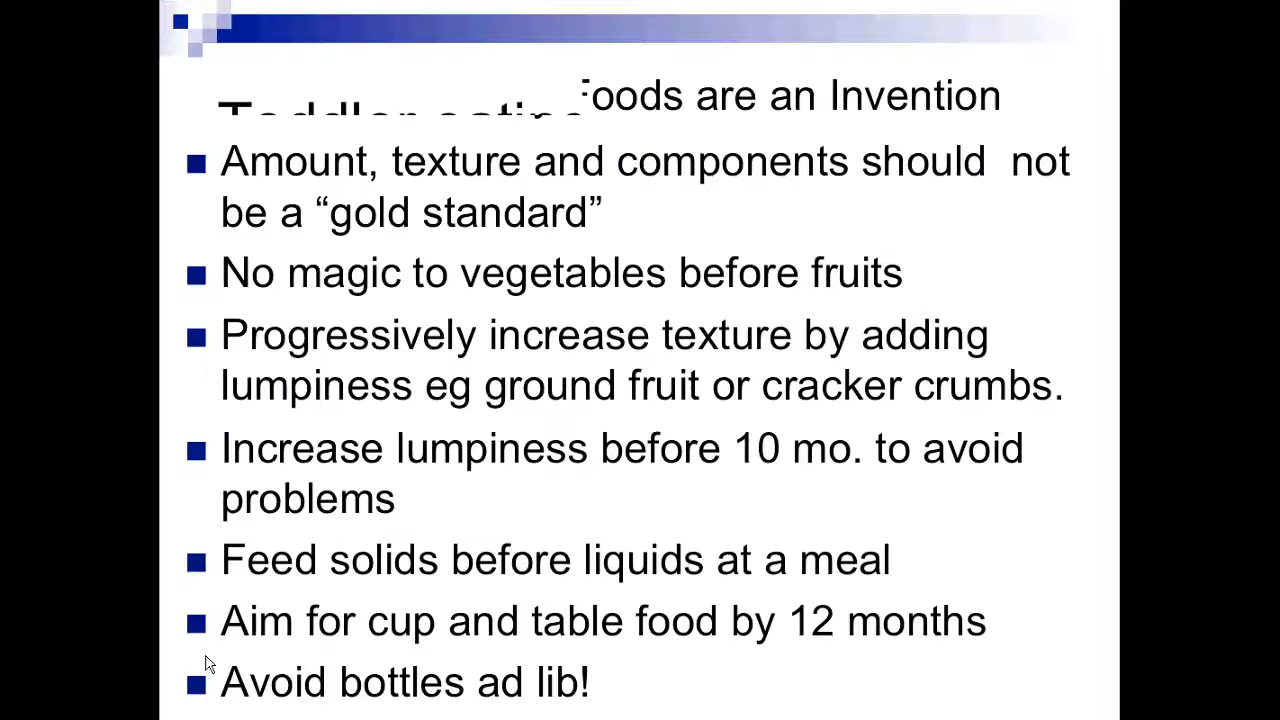 Foods are an Invention
Toddler eating
Amount, texture and components should  not
be a “gold standard”
No magic to vegetables before fruits
Progressively increase texture by adding
lumpiness eg ground fruit or cracker crumbs.
Increase lumpiness before 10 mo. to avoid
problems
Feed solids before liquids at a meal
Aim for cup and table food by 12 months
Avoid bottles ad lib!